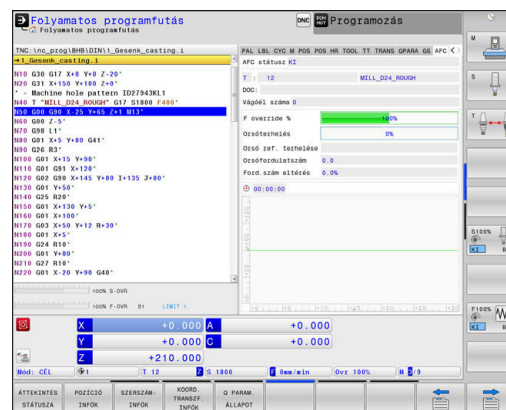 Folyamatos programfutás
Folyamatos programfutás
DNC
Programozás
TNC:\nc_prog\BHB\DIN\1_Gesenk_casting.i
→1_Gesenk_casting.i
N10 G30 G17 X+0 Y+0 Z-20*
N20 G31 X+150 Y+100 Z+0*
* - Machine hole pattern ID27943KL1
N40 T "MILL_D24_ROUGH" G17 S1800 F400*
N50 G00 G90 X-25 Y+65 Z+1 M13*
N60 G00 Z-5*
N70 G98 L1*
N80 G01 X+5 Y+80 G41*
N90 G26 R3*
N100 G01 X+15 Y+90*
N110 G01 G91 X+120*
N120 G02 G90 X+145 Y+80 I+135 J+80*
N130 G01 Y+50*
N140 G25 R20*
N150 G01 X+130 Y+5*
N160 G01 X+100*
N170 G03 X+50 Y+12 R+30*
N180 G01 X+5*
N190 G24 R10*
N200 G01 Y+80*
N210 G27 R10*
N220 G01 X-20 Y+90 G40*
100% S-OVR
100% F-OVR S1 LIMIT 1
PAL LBL CYC M POS POS HR TOOL TT TRANS QPARA GS AFC
AFC státusz KI
T : 12 MILL_D24_ROUGH
DOC:
Vágóél száma 0
F override % 100%
Orsóterhelés 0%
Orsó ref. terhelése
Orsófordulatszám 0.0
Ford.szám eltérés 0.0%
00:00:00
X +0.000 A +0.000
Y +0.000 C +0.000
Z +210.000
Mód: CÉL 1 T 12 Z S 1800 F 0mm/min Ovr 100% M 5/9
ÁTTEKINTÉS STÁTUSZA
POZÍCIÓ INFÓK
SZERSZÁM- INFÓK
KOORD. TRANSZF. INFÓK
Q PARAM. ÁLLAPOT
M
S
T
S100%
KI
F100%
KI